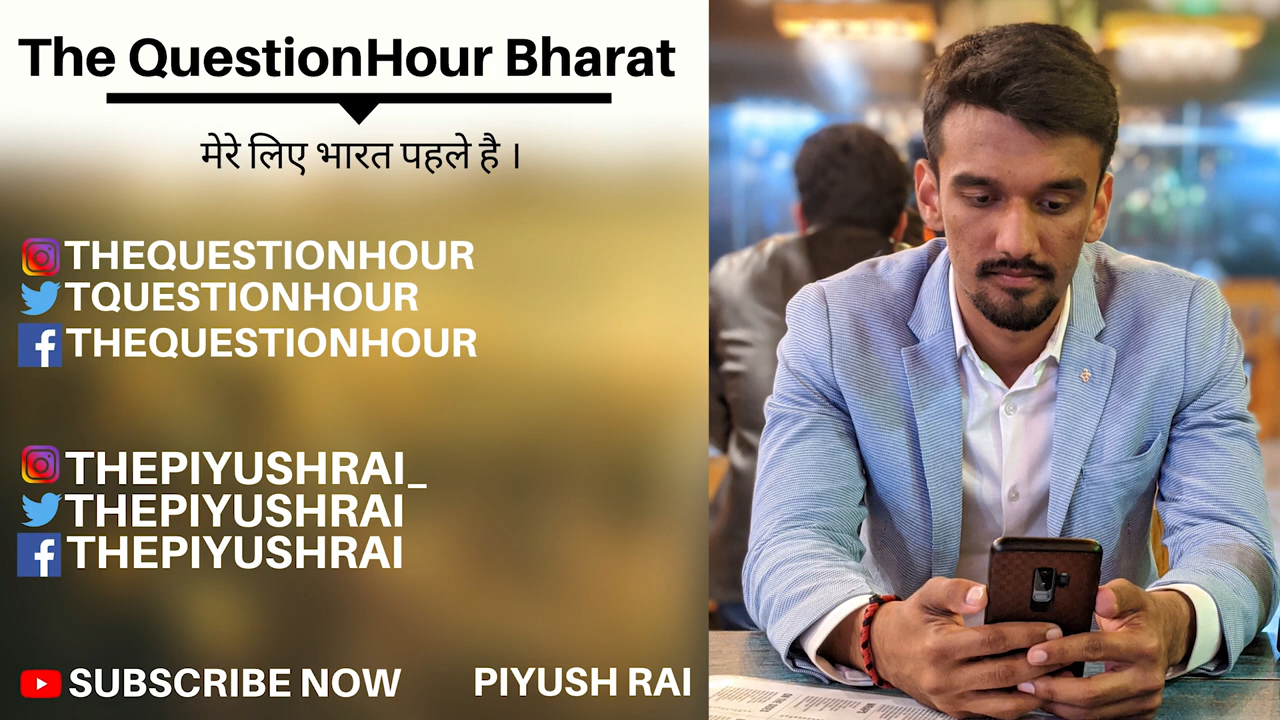 The QuestionHour Bharat
मेरे लिए भारत पहले है ।
THEQUESTIONHOUR
TQUESTIONHOUR
THEQUESTIONHOUR
THEPIYUSHRAI_
THEPIYUSHRAI
THEPIYUSHRAI
SUBSCRIBE NOW
PIYUSH RAI